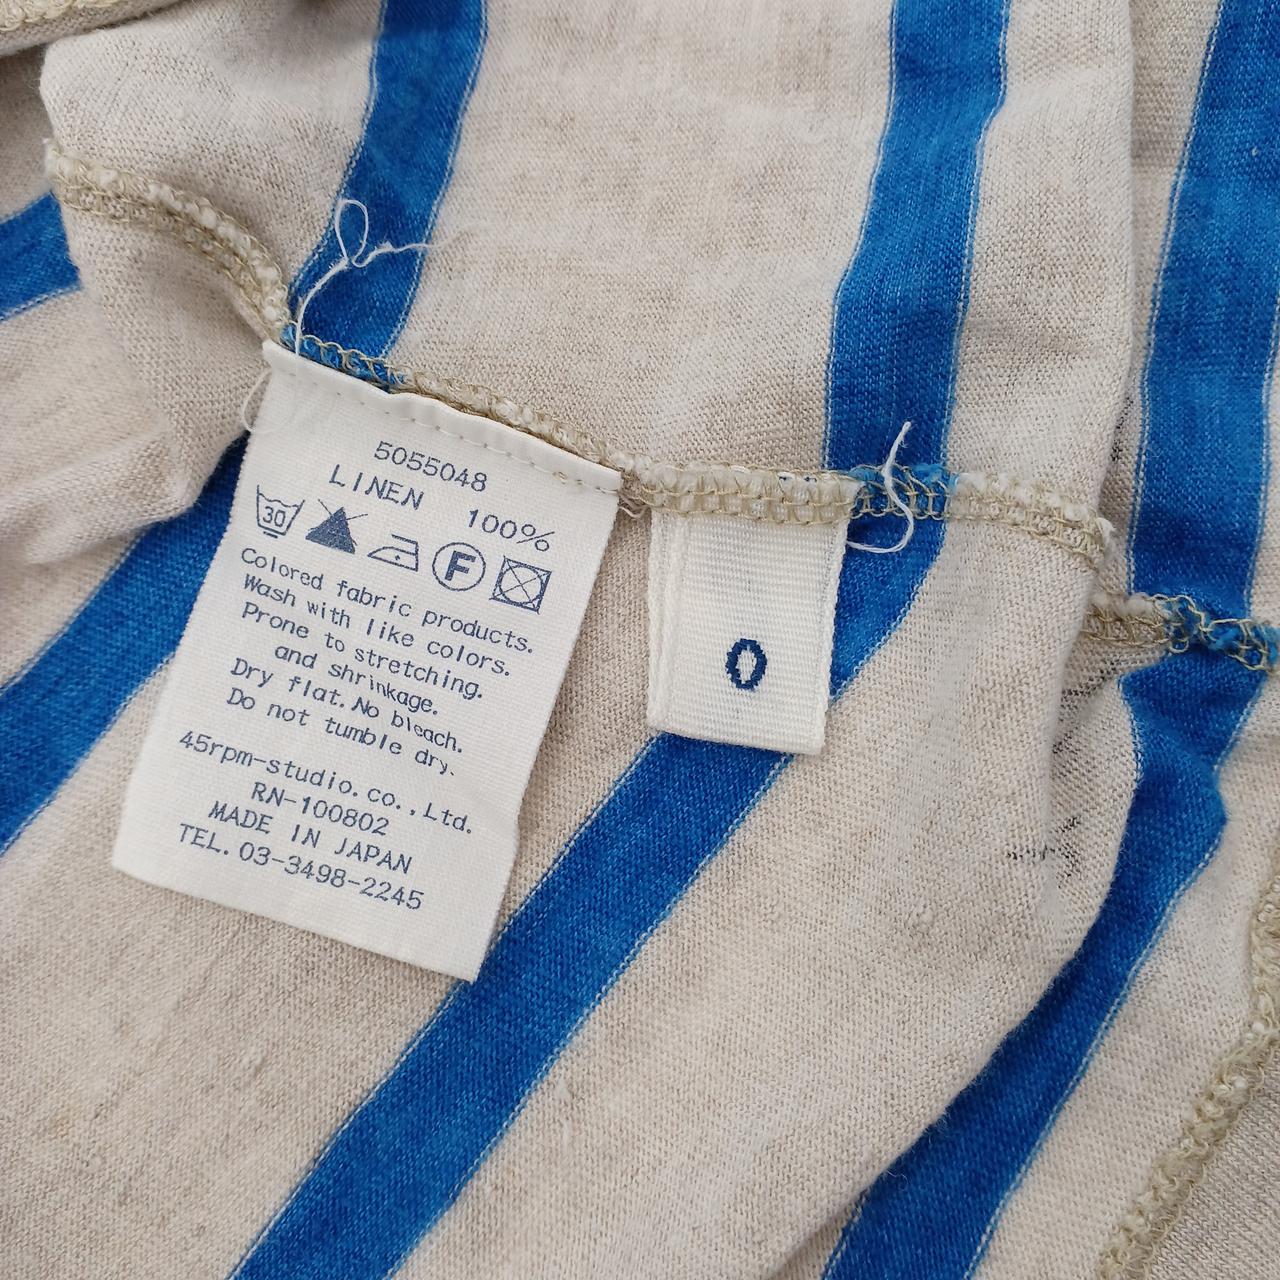 5055048
LINEN 100%
30 F
Colored fabric products.
Wash with like colors.
Prone to stretching.
and shrinkage.
Dry flat. No bleach.
Do not tumble dry.
45rpm-studio.co.,Ltd.
RN-100802
MADE IN JAPAN
TEL. 03-3498-2245
0